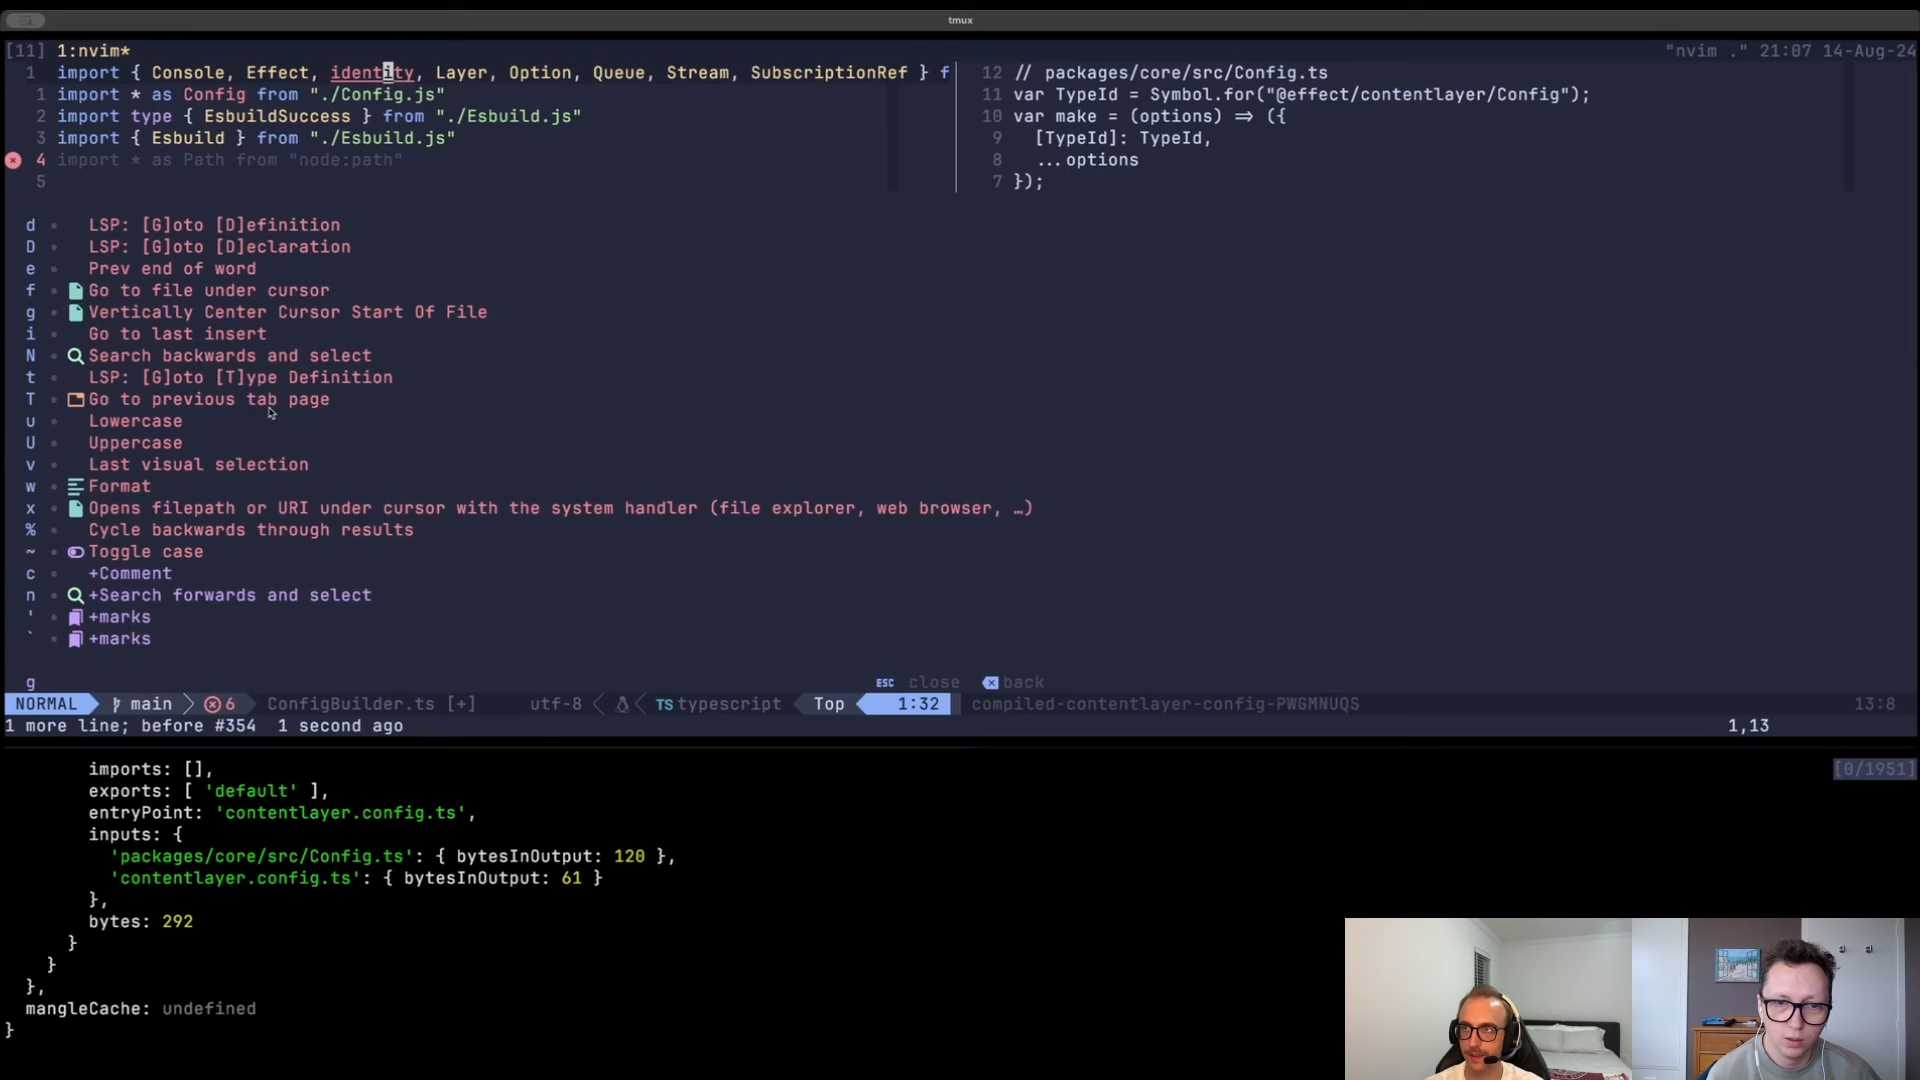 tmux
[11] 1:nvim* "nvim ." 21:07 14-Aug-24
1 import { Console, Effect, identity, Layer, Option, Queue, Stream, SubscriptionRef } f
1 import * as Config from "./Config.js"
2 import type { EsbuildSuccess } from "./Esbuild.js"
3 import { Esbuild } from "./Esbuild.js"
4 import * as Path from "node:path"
5
12 // packages/core/src/Config.ts
11 var TypeId = Symbol.for("@effect/contentlayer/Config");
10 var make = (options) => ({
9 [TypeId]: TypeId,
8 ...options
7 });
d LSP: [G]oto [D]efinition
D LSP: [G]oto [D]eclaration
e Prev end of word
f Go to file under cursor
g Vertically Center Cursor Start Of File
i Go to last insert
N Search backwards and select
t LSP: [G]oto [T]ype Definition
T Go to previous tab page
u Lowercase
U Uppercase
v Last visual selection
w Format
x Opens filepath or URI under cursor with the system handler (file explorer, web browser, …)
% Cycle backwards through results
~ Toggle case
c +Comment
n +Search forwards and select
' +marks
` +marks
g ESC close back
NORMAL main 6 ConfigBuilder.ts [+] utf-8 TS typescript Top 1:32 compiled-contentlayer-config-PWGMNUQS 13:8
1 more line; before #354 1 second ago 1,13
imports: [], [0/1951]
exports: [ 'default' ],
entryPoint: 'contentlayer.config.ts',
inputs: {
'packages/core/src/Config.ts': { bytesInOutput: 120 },
'contentlayer.config.ts': { bytesInOutput: 61 }
},
bytes: 292
}
}
},
mangleCache: undefined
}